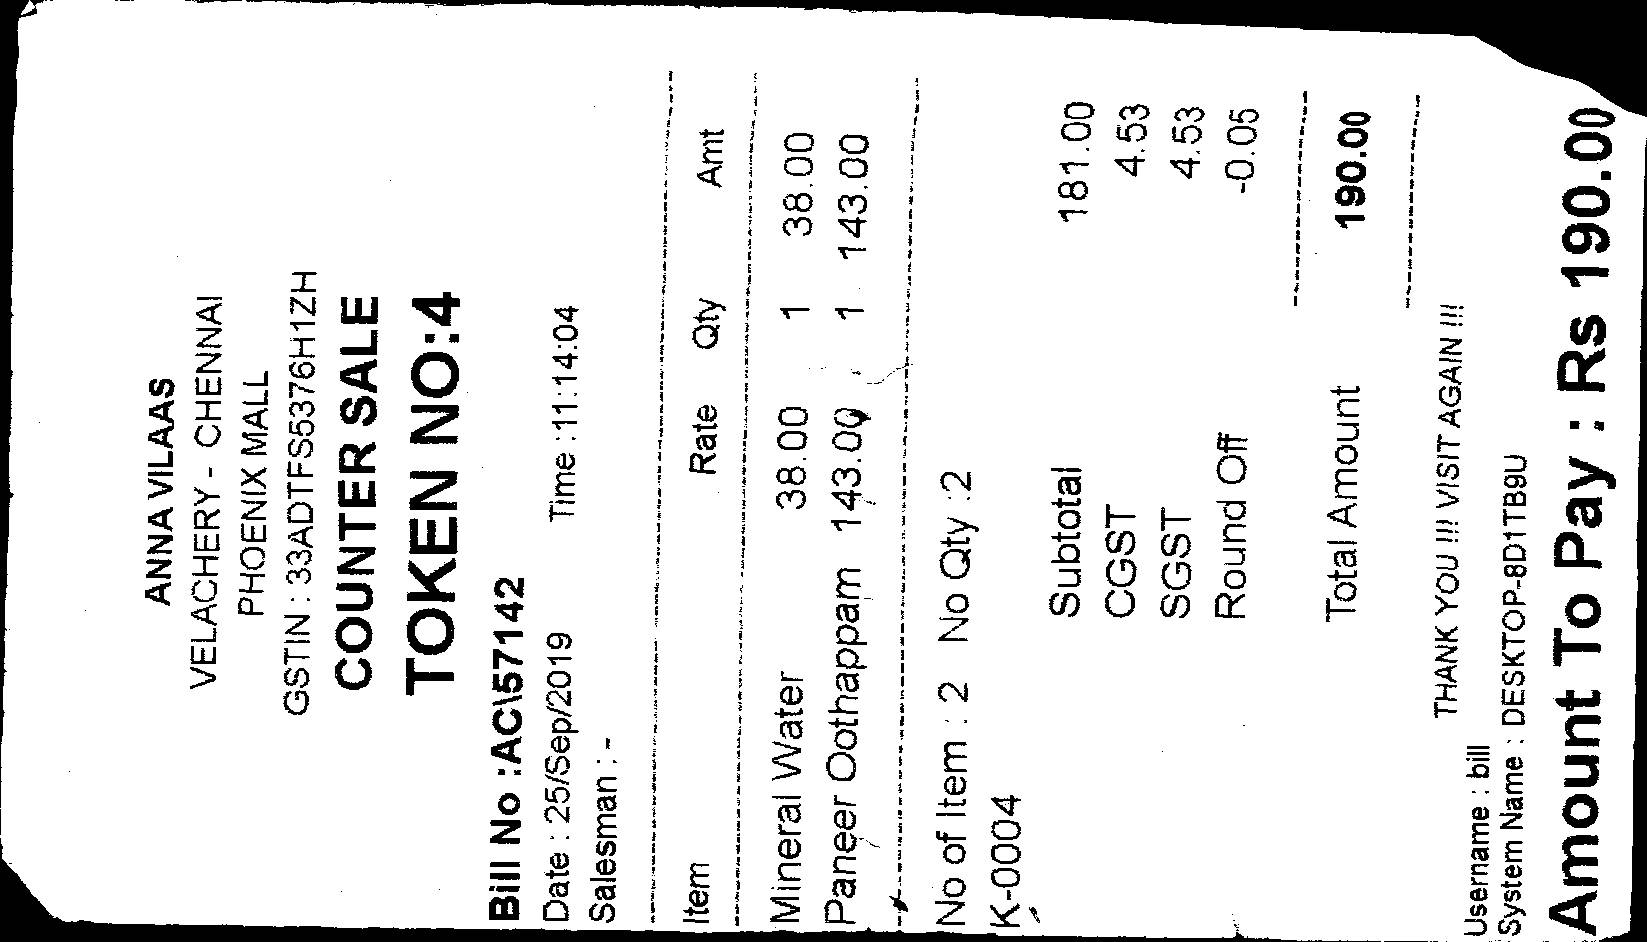 ANNA VILAAS
VELACHERY - CHENNAI
PHOENIX MALL
GSTIN : 33ADTFS5376H1ZH
COUNTER SALE
TOKEN NO:4
Bill No :AC\57142
Date : 25/Sep/2019 Time :11:14:04
Salesman : -
Item Rate Qty Amt
Mineral Water 38.00 1 38.00
Paneer Oothappam 143.00 1 143.00
No of Item : 2 No Qty :2
K-0004
Subtotal 181.00
CGST 4.53
SGST 4.53
Round Off -0.05
Total Amount 190.00
THANK YOU !!! VISIT AGAIN !!!
Username : bill
System Name : DESKTOP-8D1TB9U
Amount To Pay : Rs 190.00